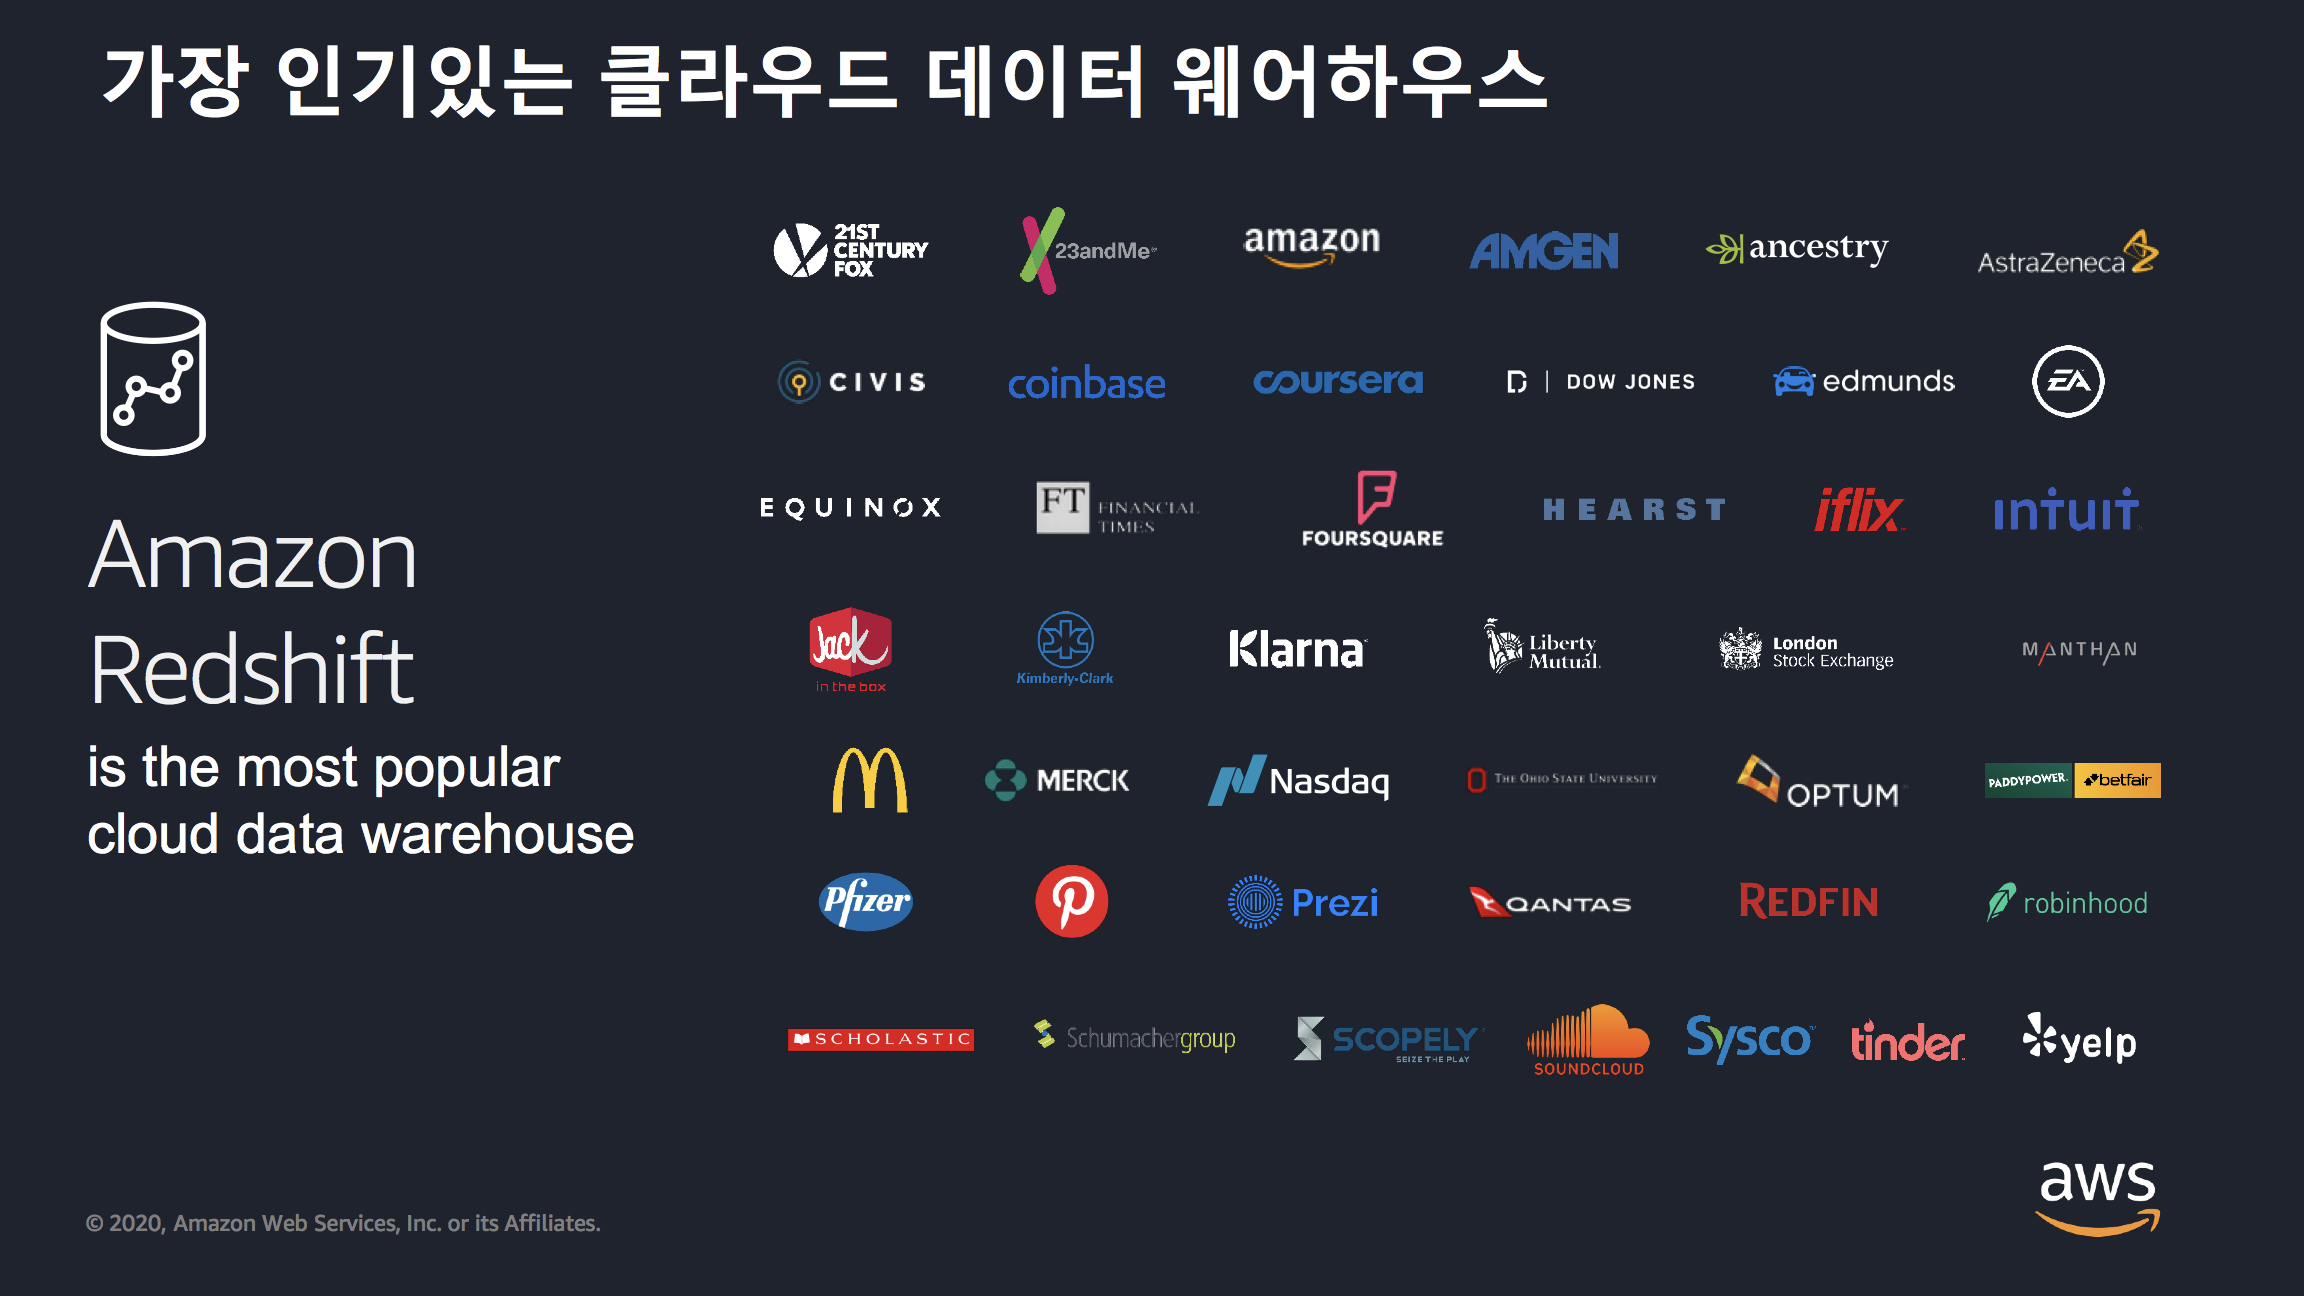 가장 인기있는 클라우드 데이터 웨어하우스
Amazon
Redshift
is the most popular
cloud data warehouse
21ST
CENTURY
FOX
23andMe
amazon
AMGEN
ancestry
AstraZeneca
CIVIS
coinbase
coursera
D | DOW JONES
edmunds
EA
EQUINOX
FT
FINANCIAL
TIMES
FOURSQUARE
HEARST
iflix
intuit
Jack
in the box
Kimberly-Clark
Klarna
Liberty
Mutual.
London
Stock Exchange
MANTHAN
MERCK
Nasdaq
THE OHIO STATE UNIVERSITY
OPTUM
PADDYPOWER.
betfair
Pfizer
Prezi
QANTAS
REDFIN
robinhood
SCHOLASTIC
Schumachergroup
SCOPELY
SEIZE THE PLAY
SOUNDCLOUD
Sysco
tinder
yelp
© 2020, Amazon Web Services, Inc. or its Affiliates.
aws